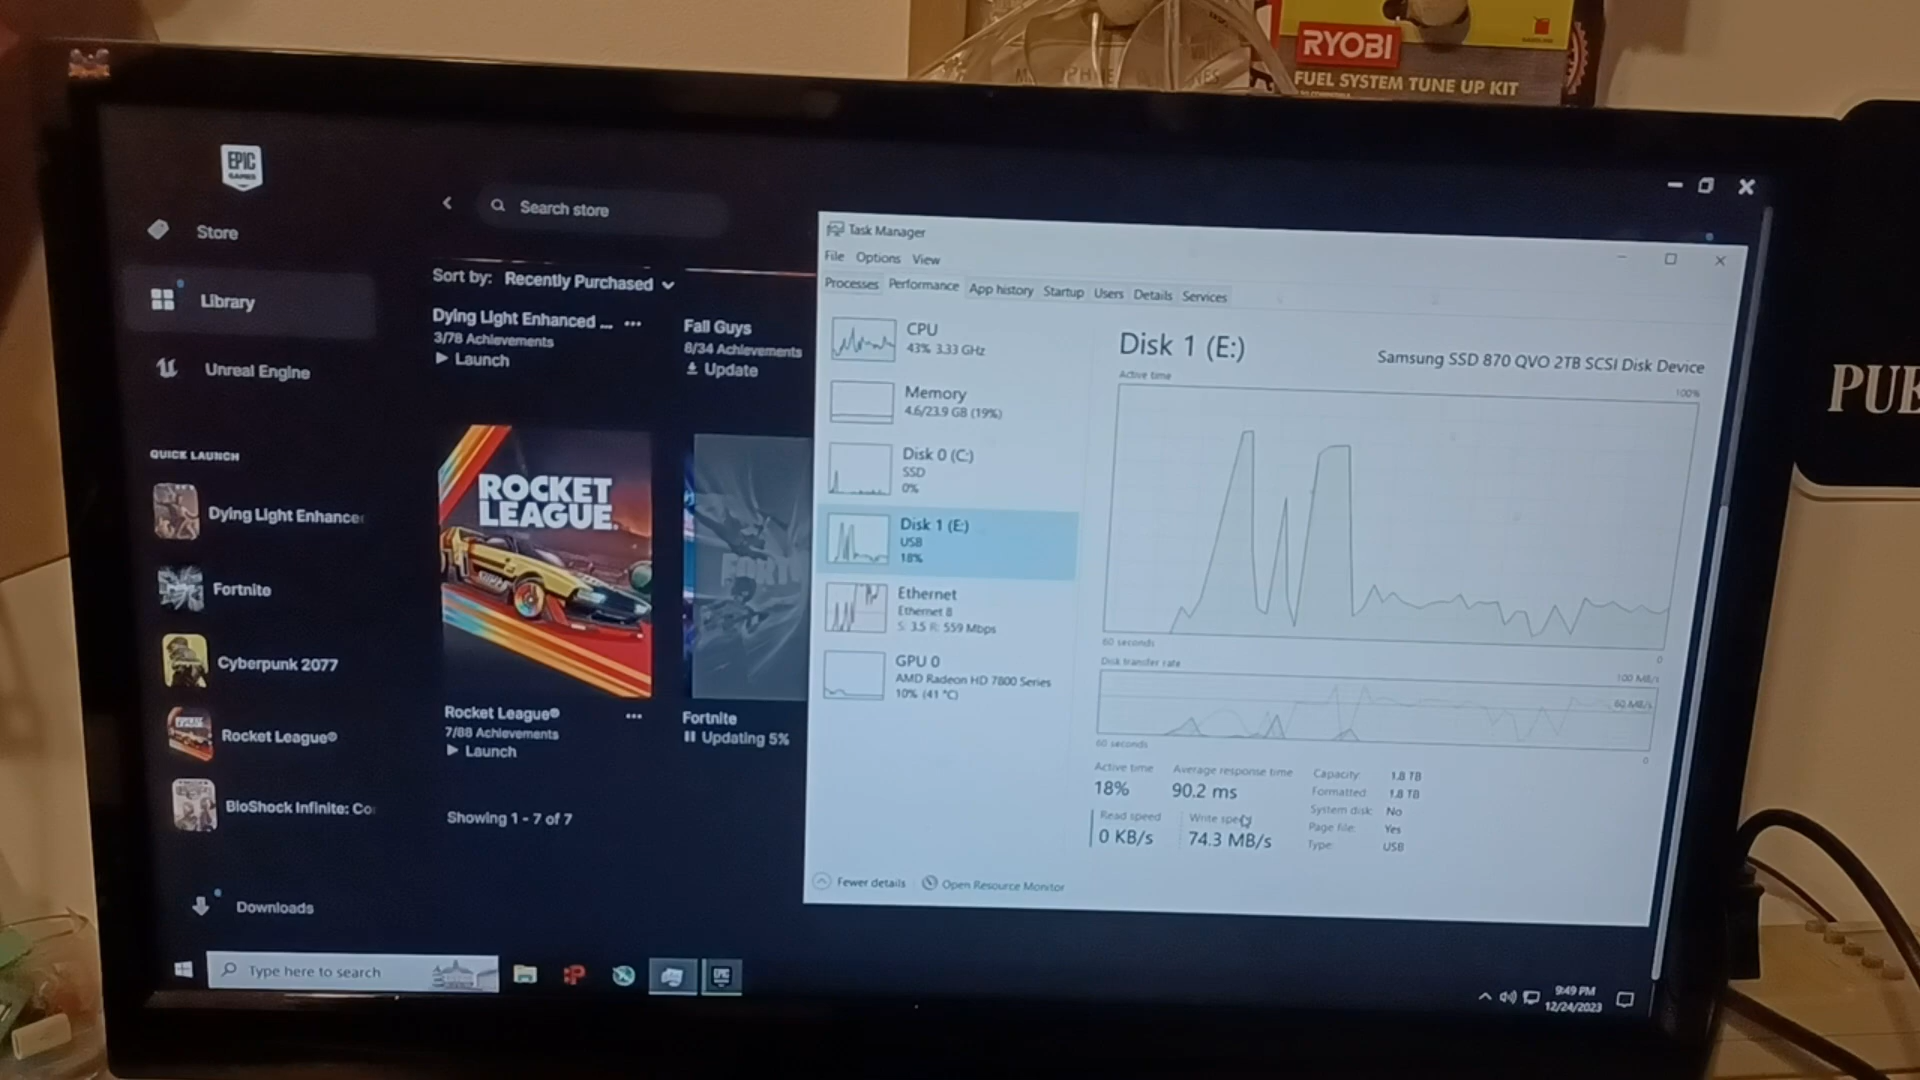 RYOBI
FUEL SYSTEM TUNE UP KIT
PUB
EPIC
GAMES
Store
Library
Unreal Engine
QUICK LAUNCH
Dying Light Enhance
Fortnite
Cyberpunk 2077
Rocket League®
BioShock Infinite: Co
Downloads
Search store
Sort by: Recently Purchased
Dying Light Enhanced ...
3/78 Achievements
Launch
Fall Guys
8/34 Achievements
Update
ROCKET
LEAGUE
Rocket League®
7/88 Achievements
Launch
Fortnite
Updating 5%
Showing 1 - 7 of 7
Task Manager
File Options View
Processes Performance App history Startup Users Details Services
CPU
43% 3.33 GHz
Memory
4.6/23.9 GB (19%)
Disk 0 (C:)
SSD
0%
Disk 1 (E:)
USB
18%
Ethernet
Ethernet 8
S: 3.5 R: 559 Mbps
GPU 0
AMD Radeon HD 7800 Series
10% (41 °C)
Disk 1 (E:)
Samsung SSD 870 QVO 2TB SCSI Disk Device
Active time
100%
60 seconds
0
Disk transfer rate
100 MB/s
60 MB/s
60 seconds
0
Active time
18%
Average response time
90.2 ms
Read speed
0 KB/s
Write speed
74.3 MB/s
Capacity: 1.8 TB
Formatted: 1.8 TB
System disk: No
Page file: Yes
Type: USB
Fewer details
Open Resource Monitor
Type here to search
EPIC
9:49 PM
12/24/2023